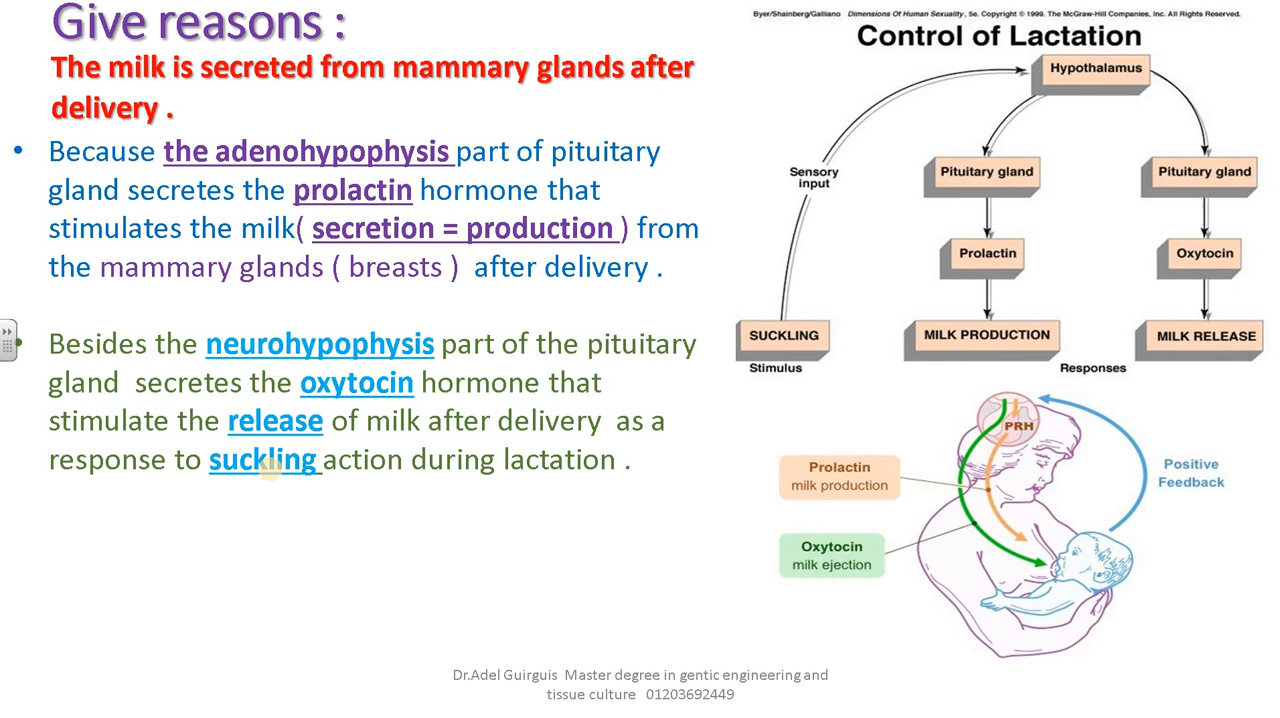 Give reasons :
The milk is secreted from mammary glands after
delivery .
• Because the adenohypophysis part of pituitary
gland secretes the prolactin hormone that
stimulates the milk( secretion = production ) from
the mammary glands ( breasts ) after delivery .
• Besides the neurohypophysis part of the pituitary
gland secretes the oxytocin hormone that
stimulate the release of milk after delivery as a
response to suckling action during lactation .
Byer/Shainberg/Galliano Dimensions Of Human Sexuality, 5e. Copyright © 1999. The McGraw-Hill Companies, Inc. All Rights Reserved.
Control of Lactation
Hypothalamus
Sensory
input
Pituitary gland
Pituitary gland
Prolactin
Oxytocin
SUCKLING
MILK PRODUCTION
MILK RELEASE
Stimulus
Responses
PRH
Prolactin
milk production
Positive
Feedback
Oxytocin
milk ejection
Dr.Adel Guirguis Master degree in gentic engineering and
tissue culture 01203692449